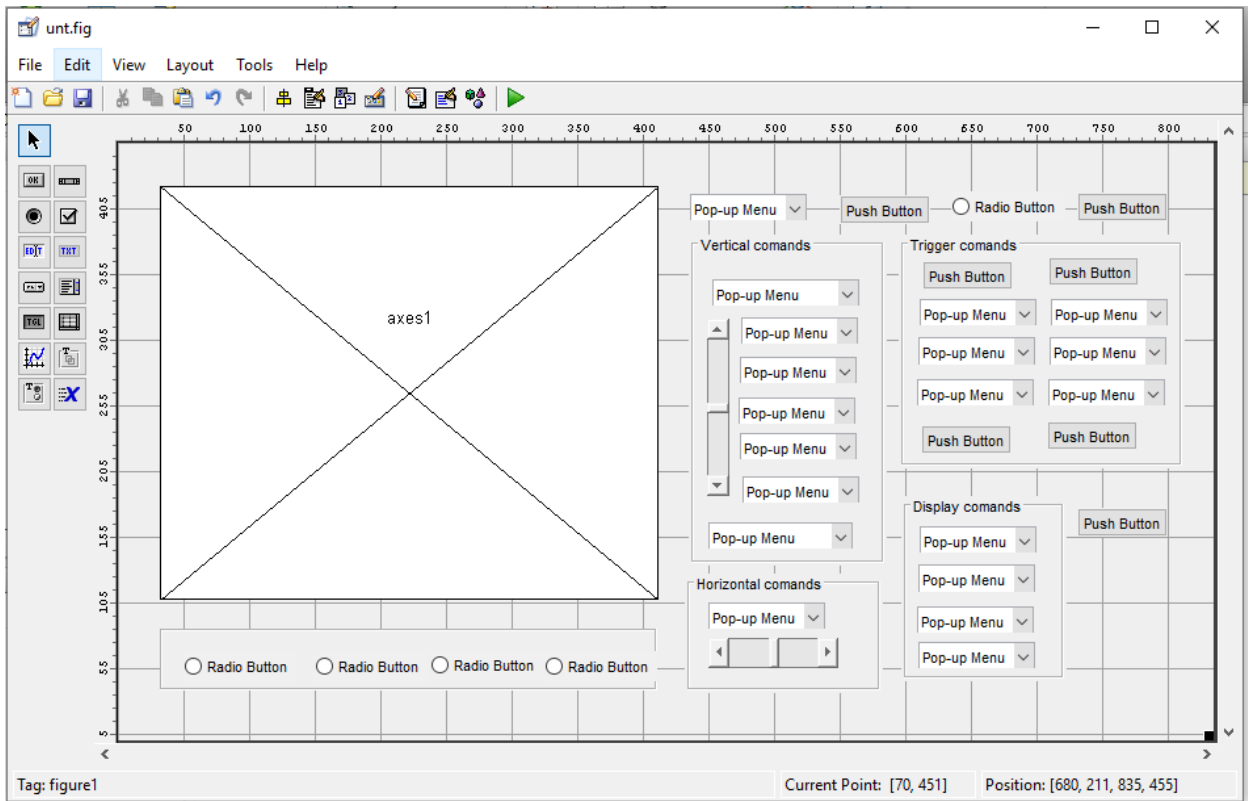 unt.fig
File Edit View Layout Tools Help
50 100 150 200 250 300 350 400 450 500 550 600 650 700 750 800
405
355
305
255
205
155
105
55
5
OK
EDIT TXT
TGL
axes1
Pop-up Menu Push Button Radio Button Push Button
Vertical comands
Pop-up Menu
Pop-up Menu
Pop-up Menu
Pop-up Menu
Pop-up Menu
Pop-up Menu
Pop-up Menu
Trigger comands
Push Button Push Button
Pop-up Menu Pop-up Menu
Pop-up Menu Pop-up Menu
Pop-up Menu Pop-up Menu
Push Button Push Button
Horizontal comands
Pop-up Menu
Display comands
Pop-up Menu
Pop-up Menu
Pop-up Menu
Pop-up Menu
Push Button
Radio Button Radio Button Radio Button Radio Button
Tag: figure1 Current Point: [70, 451] Position: [680, 211, 835, 455]